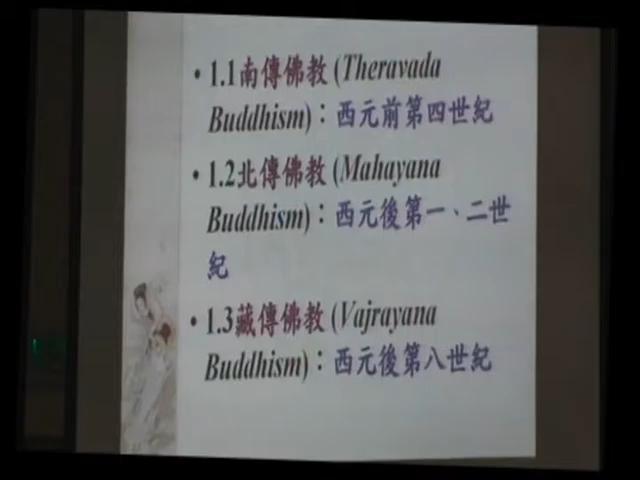 • 1.1南傳佛教 (Theravada
Buddhism)：西元前第四世紀
• 1.2北傳佛教 (Mahayana
Buddhism)：西元後第一、二世
紀
• 1.3藏傳佛教 (Vajrayana
Buddhism)：西元後第八世紀